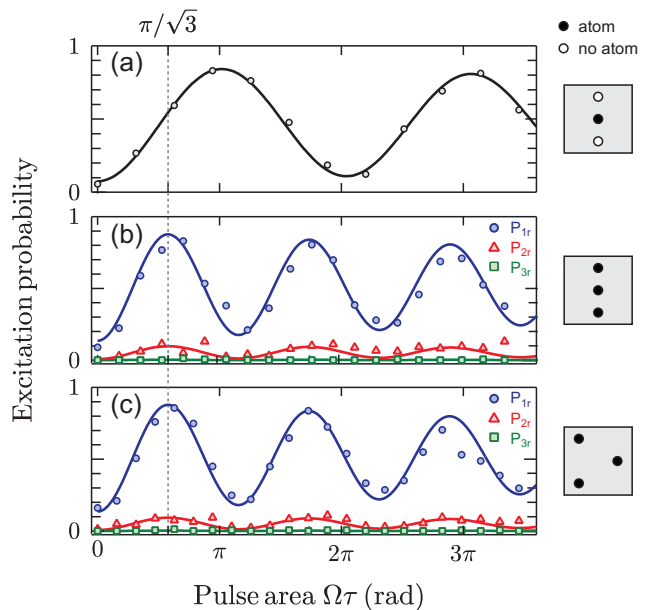 π/√3
atom
no atom
1
(a)
0
1
(b)
P1r
P2r
P3r
0
1
(c)
P1r
P2r
P3r
0
0 π 2π 3π
Excitation probability
Pulse area Ωτ (rad)